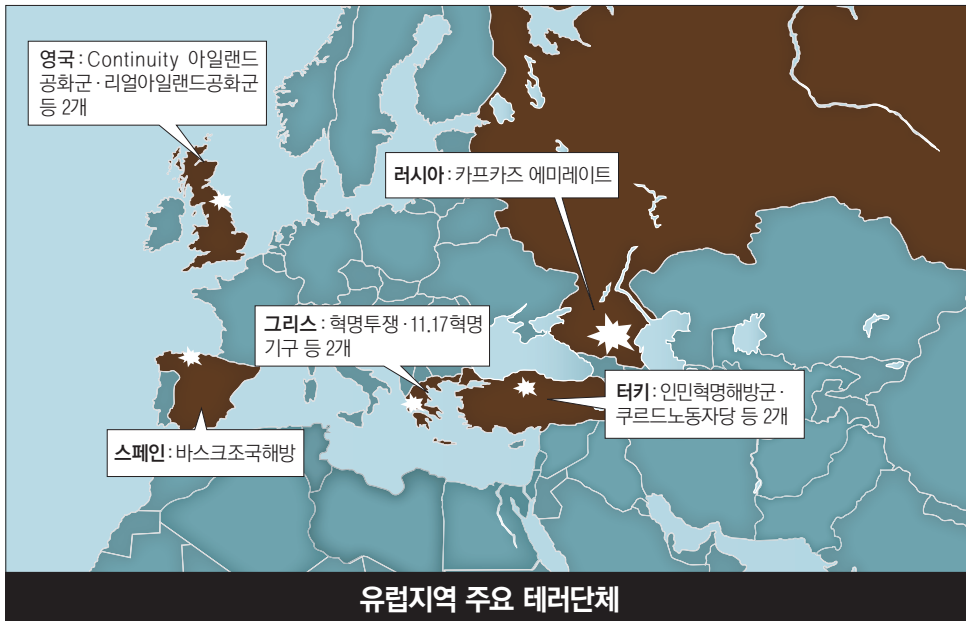 영국 : Continuity 아일랜드
공화군 · 리얼아일랜드공화군
등 2개
러시아 : 카프카즈 에미레이트
그리스 : 혁명투쟁 · 11.17혁명
기구 등 2개
터키 : 인민혁명해방군 ·
쿠르드노동자당 등 2개
스페인 : 바스크조국해방
유럽지역 주요 테러단체